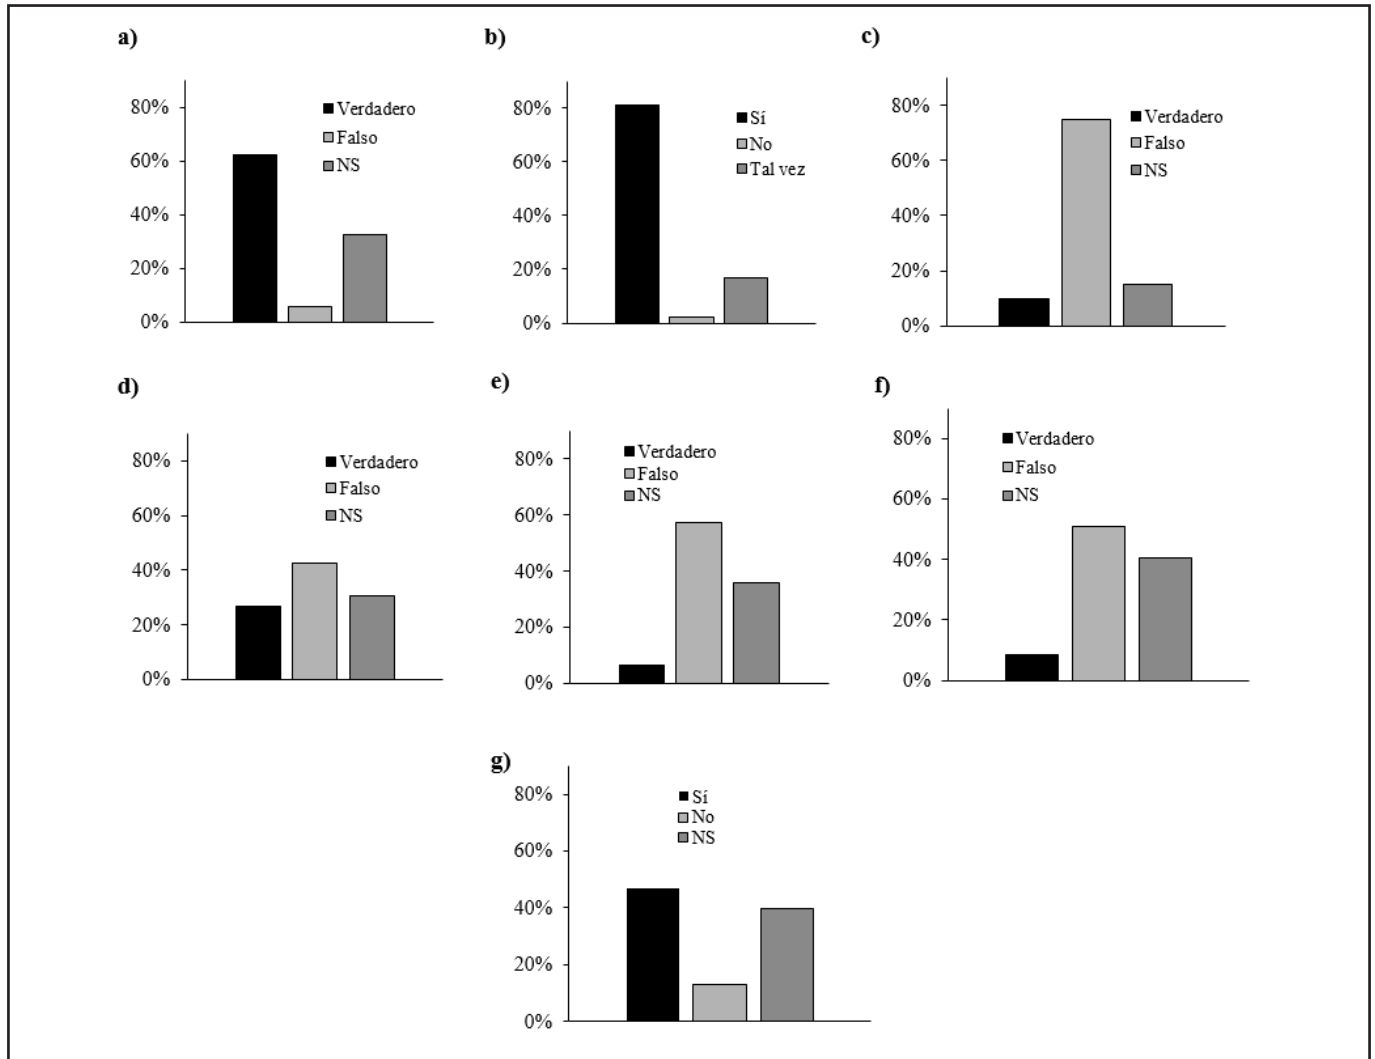 a)
80%
60%
40%
20%
0%
Verdadero
Falso
NS
b)
80%
60%
40%
20%
0%
Sí
No
Tal vez
c)
80%
60%
40%
20%
0%
Verdadero
Falso
NS
d)
80%
60%
40%
20%
0%
Verdadero
Falso
NS
e)
80%
60%
40%
20%
0%
Verdadero
Falso
NS
f)
80%
60%
40%
20%
0%
Verdadero
Falso
NS
g)
80%
60%
40%
20%
0%
Sí
No
NS